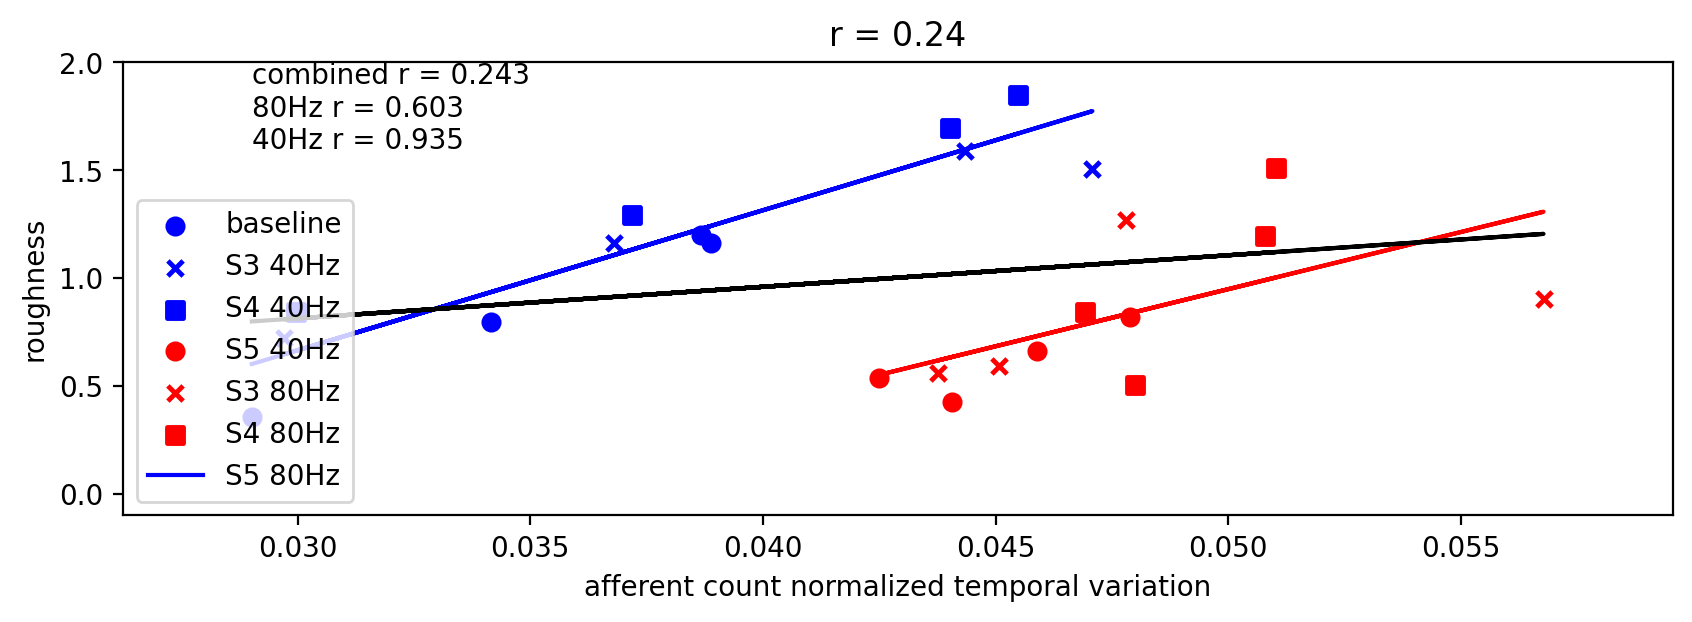 r = 0.24
combined r = 0.243
80Hz r = 0.603
40Hz r = 0.935
2.0
1.5
1.0
0.5
0.0
roughness
baseline
S3 40Hz
S4 40Hz
S5 40Hz
S3 80Hz
S4 80Hz
S5 80Hz
0.030 0.035 0.040 0.045 0.050 0.055
afferent count normalized temporal variation